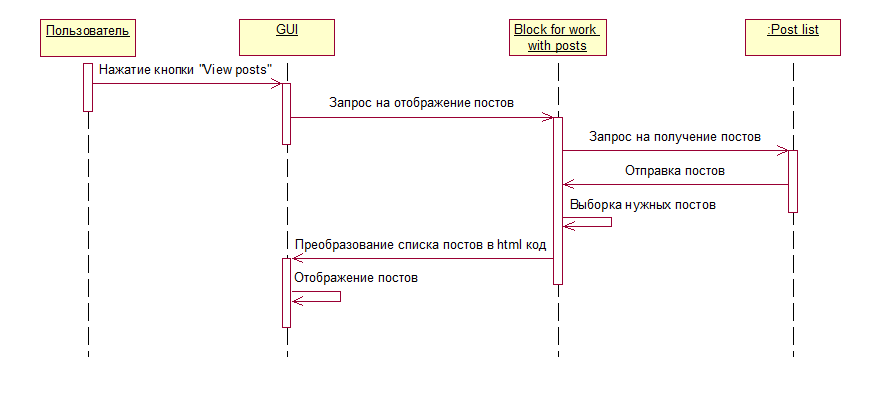 Пользователь
GUI
Block for work
with posts
:Post list
Нажатие кнопки "View posts"
Запрос на отображение постов
Запрос на получение постов
Отправка постов
Выборка нужных постов
Преобразование списка постов в html код
Отображение постов